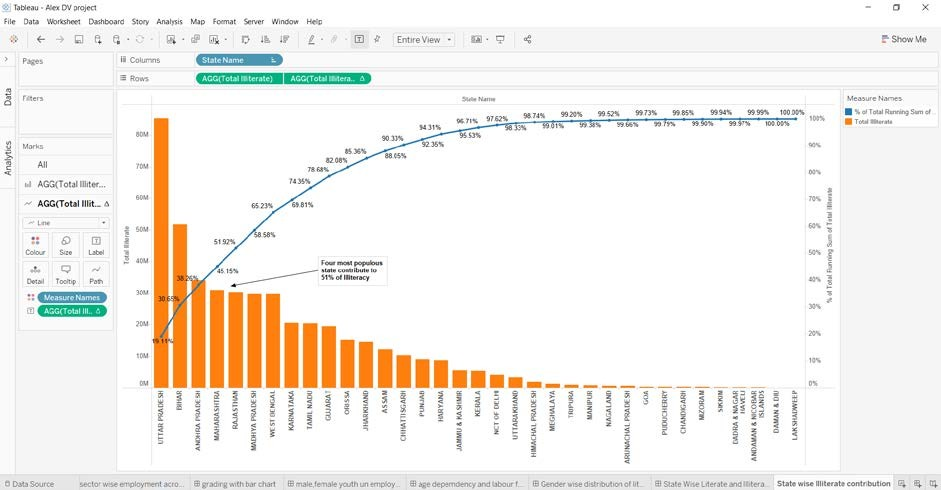 Tableau - Alex DV project
File Data Worksheet Dashboard Story Analysis Map Format Server Window Help
Entire View
Show Me
Data
Analytics
Pages
Filters
Marks
All
AGG(Total Illiter...
AGG(Total Illit...
Line
Colour Size Label
Detail Tooltip Path
Measure Names
AGG(Total Ill..
Columns State Name
Rows AGG(Total Illiterate) AGG(Total Illitera..
State Name
Total Illiterate
80M
70M
60M
50M
40M
30M
20M
10M
0M
19.11%
30.65%
38.26%
45.15%
51.92%
58.58%
65.23%
69.81%
74.35%
78.68%
82.08%
85.36%
88.05%
90.33%
92.35%
94.31%
95.53%
96.71%
97.62%
98.33%
98.74%
99.01%
99.20%
99.38%
99.52%
99.66%
99.73%
99.79%
99.85%
99.90%
99.94%
99.97%
99.99%
100.00%
100.00%
Four most populous
state contribute to
51% of Illiteracy
100%
90%
80%
70%
60%
50%
40%
30%
20%
10%
0%
% of Total Running Sum of Total Illiterate
UTTAR PRADESH
BIHAR
ANDHRA PRADESH
MAHARASHTRA
RAJASTHAN
MADHYA PRADESH
WEST BENGAL
KARNATAKA
TAMIL NADU
GUJARAT
ORISSA
JHARKHAND
ASSAM
CHHATTISGARH
PUNJAB
HARYANA
JAMMU & KASHMIR
KERALA
NCT OF DELHI
UTTARAKHAND
HIMACHAL PRADESH
MEGHALAYA
TRIPURA
MANIPUR
NAGALAND
ARUNACHAL PRADESH
GOA
PUDUCHERRY
CHANDIGARH
MIZORAM
SIKKIM
DADRA & NAGAR
HAVELI
ANDAMAN & NICOBAR
ISLANDS
DAMAN & DIU
LAKSHADWEEP
Measure Names
% of Total Running Sum of ..
Total Illiterate
Data Source
sector wise employment acro...
grading with bar chart
male,female youth un employ...
age depemdency and labour f...
Gender wise distribution of lit...
State Wise Literate and Illitera...
State wise Illiterate contribution